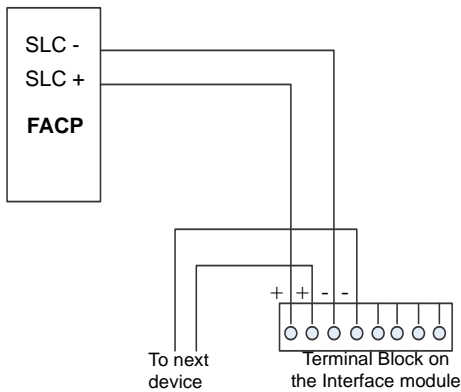 SLC -
SLC +
FACP
+ + - -
To next
device
Terminal Block on
the Interface module